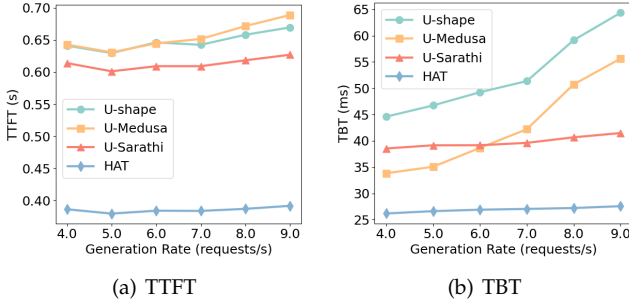 0.70
0.65
0.60
0.55
0.50
0.45
0.40
TTFT (s)
U-shape
U-Medusa
U-Sarathi
HAT
4.0 5.0 6.0 7.0 8.0 9.0
Generation Rate (requests/s)
(a) TTFT
65
60
55
50
45
40
35
30
25
TBT (ms)
U-shape
U-Medusa
U-Sarathi
HAT
4.0 5.0 6.0 7.0 8.0 9.0
Generation Rate (requests/s)
(b) TBT